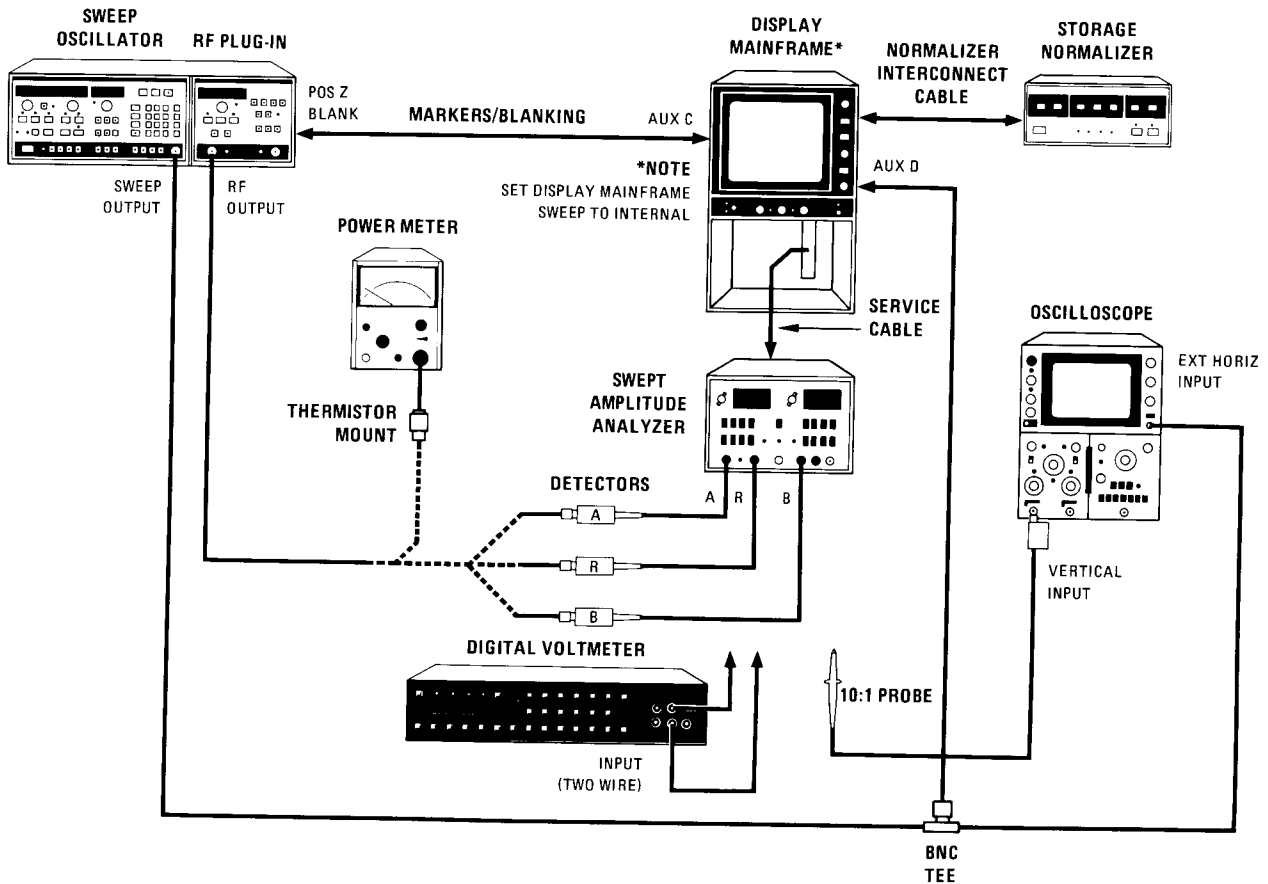 SWEEP
OSCILLATOR
RF PLUG-IN
POS Z
BLANK
MARKERS/BLANKING
AUX C
DISPLAY
MAINFRAME*
NORMALIZER
INTERCONNECT
CABLE
STORAGE
NORMALIZER
*NOTE
SET DISPLAY MAINFRAME
SWEEP TO INTERNAL
AUX D
SWEEP
OUTPUT
RF
OUTPUT
POWER METER
SERVICE
CABLE
OSCILLOSCOPE
EXT HORIZ
INPUT
THERMISTOR
MOUNT
SWEPT
AMPLITUDE
ANALYZER
DETECTORS
A
R
B
A
R
B
VERTICAL
INPUT
DIGITAL VOLTMETER
10:1 PROBE
INPUT
(TWO WIRE)
BNC
TEE